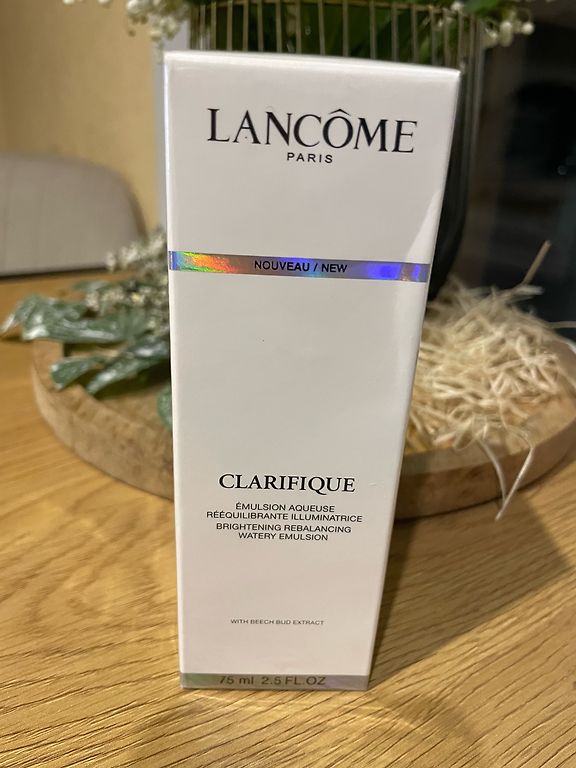 LANCÔME
PARIS
NOUVEAU / NEW
CLARIFIQUE
ÉMULSION AQUEUSE
RÉÉQUILIBRANTE ILLUMINATRICE
BRIGHTENING REBALANCING
WATERY EMULSION
WITH BEECH BUD EXTRACT
75 ml 2.5 FL.OZ